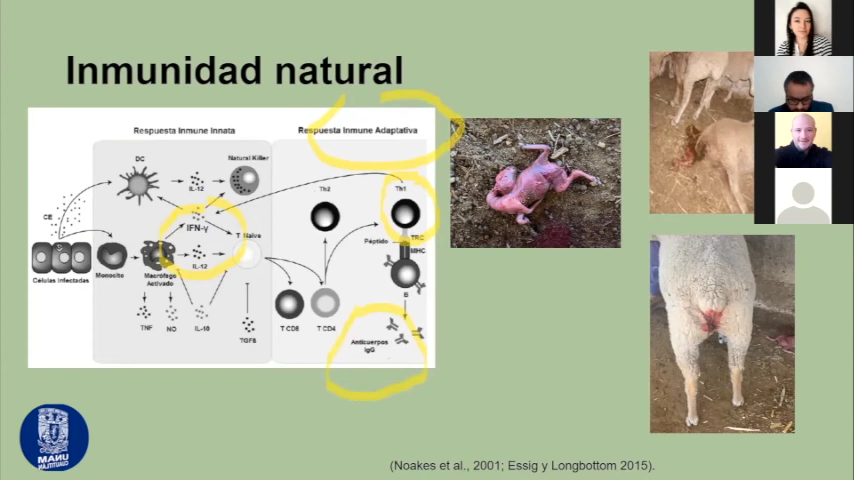 Inmunidad natural
Respuesta Inmune Innata
Respuesta Inmune Adaptativa
DC
IL-12
Natural Killer
Th2
Th1
CE
IFN-γ
T Naive
Péptido
TRC
MHC
IL-12
Células Infectadas
Monocito
Macrófago
Activado
B
TNF
NO
IL-10
TGFB
T CD8
T CD4
Anticuerpos
IgG
(Noakes et al., 2001; Essig y Longbottom 2015).